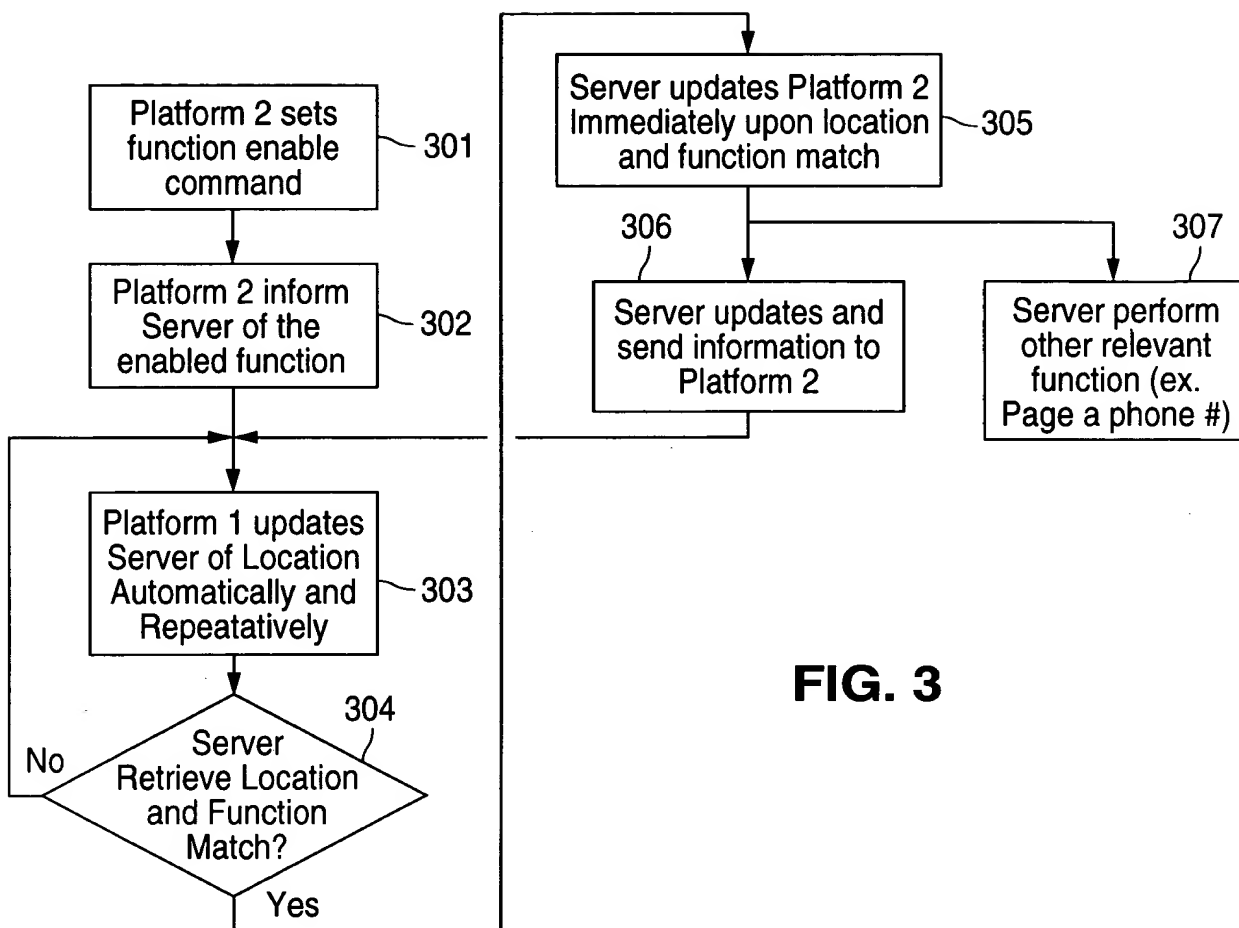 Platform 2 sets
function enable
command
301
Platform 2 inform
Server of the
enabled function
302
Platform 1 updates
Server of Location
Automatically and
Repeatatively
303
304
Server
Retrieve Location
and Function
Match?
No
Yes
Server updates Platform 2
Immediately upon location
and function match
305
306
Server updates and
send information to
Platform 2
307
Server perform
other relevant
function (ex.
Page a phone #)
FIG. 3